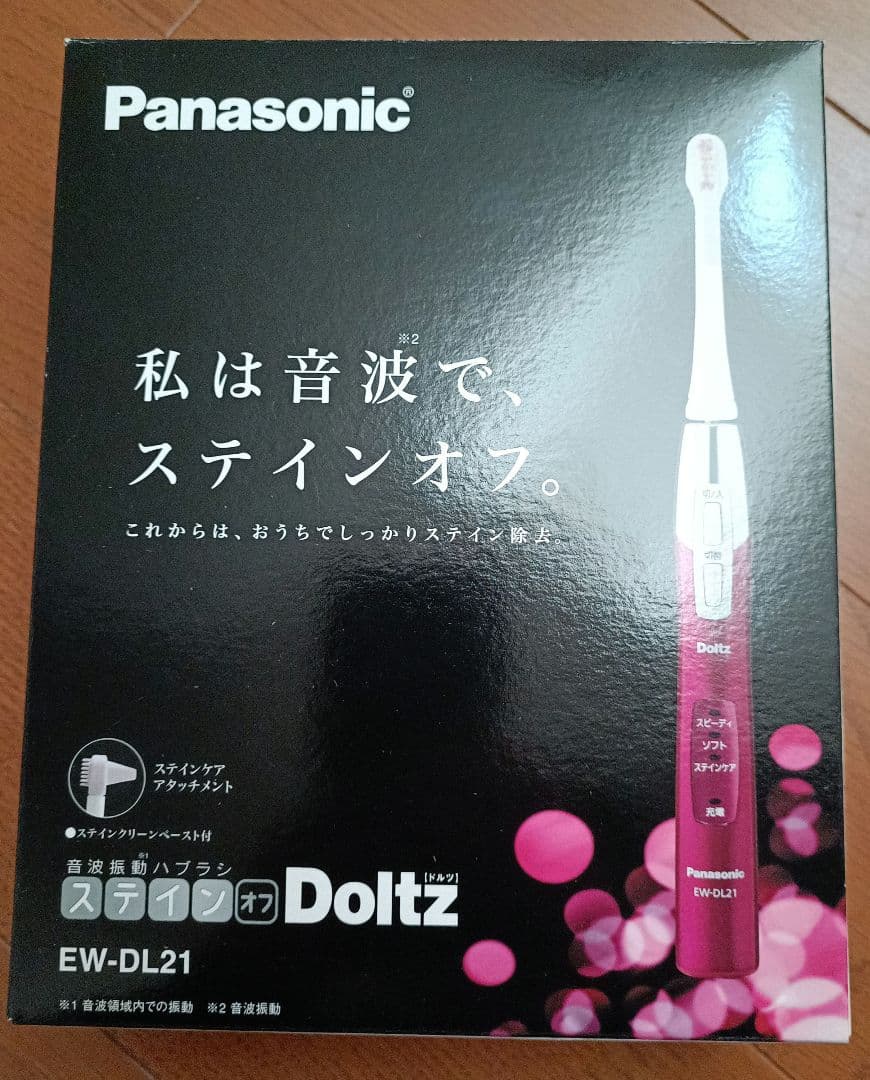 Panasonic®
私は音波で、
※2
ステインオフ。
これからは、おうちでしっかりステイン除去。
切/入
切替
Doltz
スピーディ
ソフト
ステインケア
充電
Panasonic
EW-DL21
ステインケア
アタッチメント
●ステインクリーンペースト付
音波振動ハブラシ
※1
ステインオフ Doltz
【ドルツ】
EW-DL21
※1 音波領域内での振動 ※2 音波振動